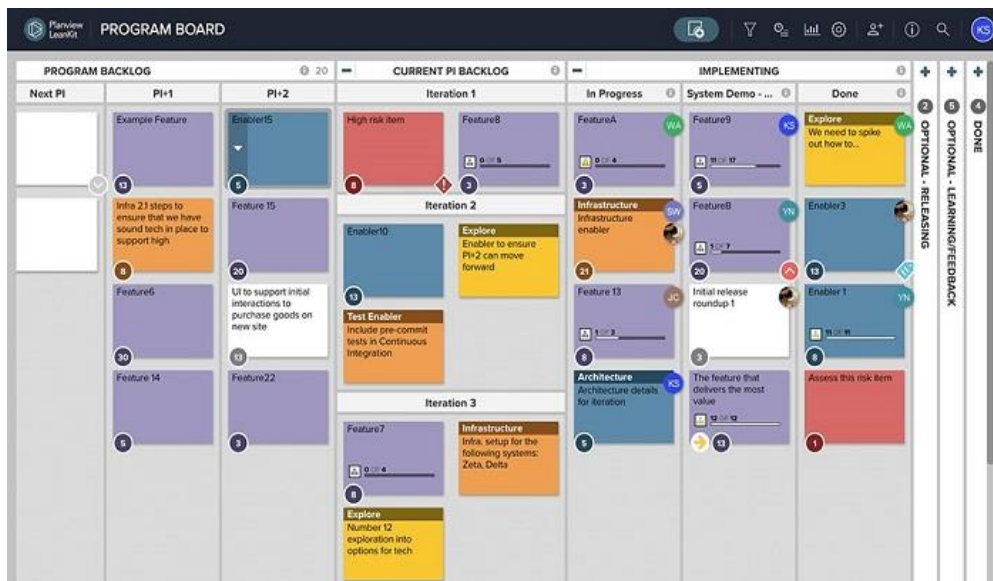 Planview
LeanKit
PROGRAM BOARD
KS
PROGRAM BACKLOG
20
CURRENT PI BACKLOG
IMPLEMENTING
Next PI
PI+1
PI+2
Iteration 1
In Progress
System Demo - ...
Done
Example Feature
13
Enabler15
5
High risk item
8
Feature8
0 OF 5
3
FeatureA
WA
0 OF 4
3
Feature9
KS
11 OF 17
5
Explore
We need to spike
out how to...
WA
Infra 2.1 steps to
ensure that we have
sound tech in place to
support high
8
Feature 15
20
Iteration 2
Enabler10
13
Explore
Enabler to ensure
PI+2 can move
forward
Test Enabler
Include pre-commit
tests in Continuous
Integration
Infrastructure
Infrastructure
enabler
SW
21
FeatureB
YN
1 OF 7
20
Enabler3
13
Feature6
30
UI to support initial
interactions to
purchase goods on
new site
13
Feature 13
JC
1 OF 3
8
Initial release
roundup 1
3
Enabler 1
YN
11 OF 11
8
Feature 14
5
Feature22
3
Iteration 3
Feature7
0 OF 4
8
Infrastructure
Infra. setup for the
following systems:
Zeta, Delta
Explore
Number 12
exploration into
options for tech
Architecture
Architecture details
for iteration
KS
5
The feature that
delivers the most
value
12 OF 12
13
Assess this risk item
1
2
OPTIONAL - RELEASING
5
OPTIONAL - LEARNING/FEEDBACK
4
DONE